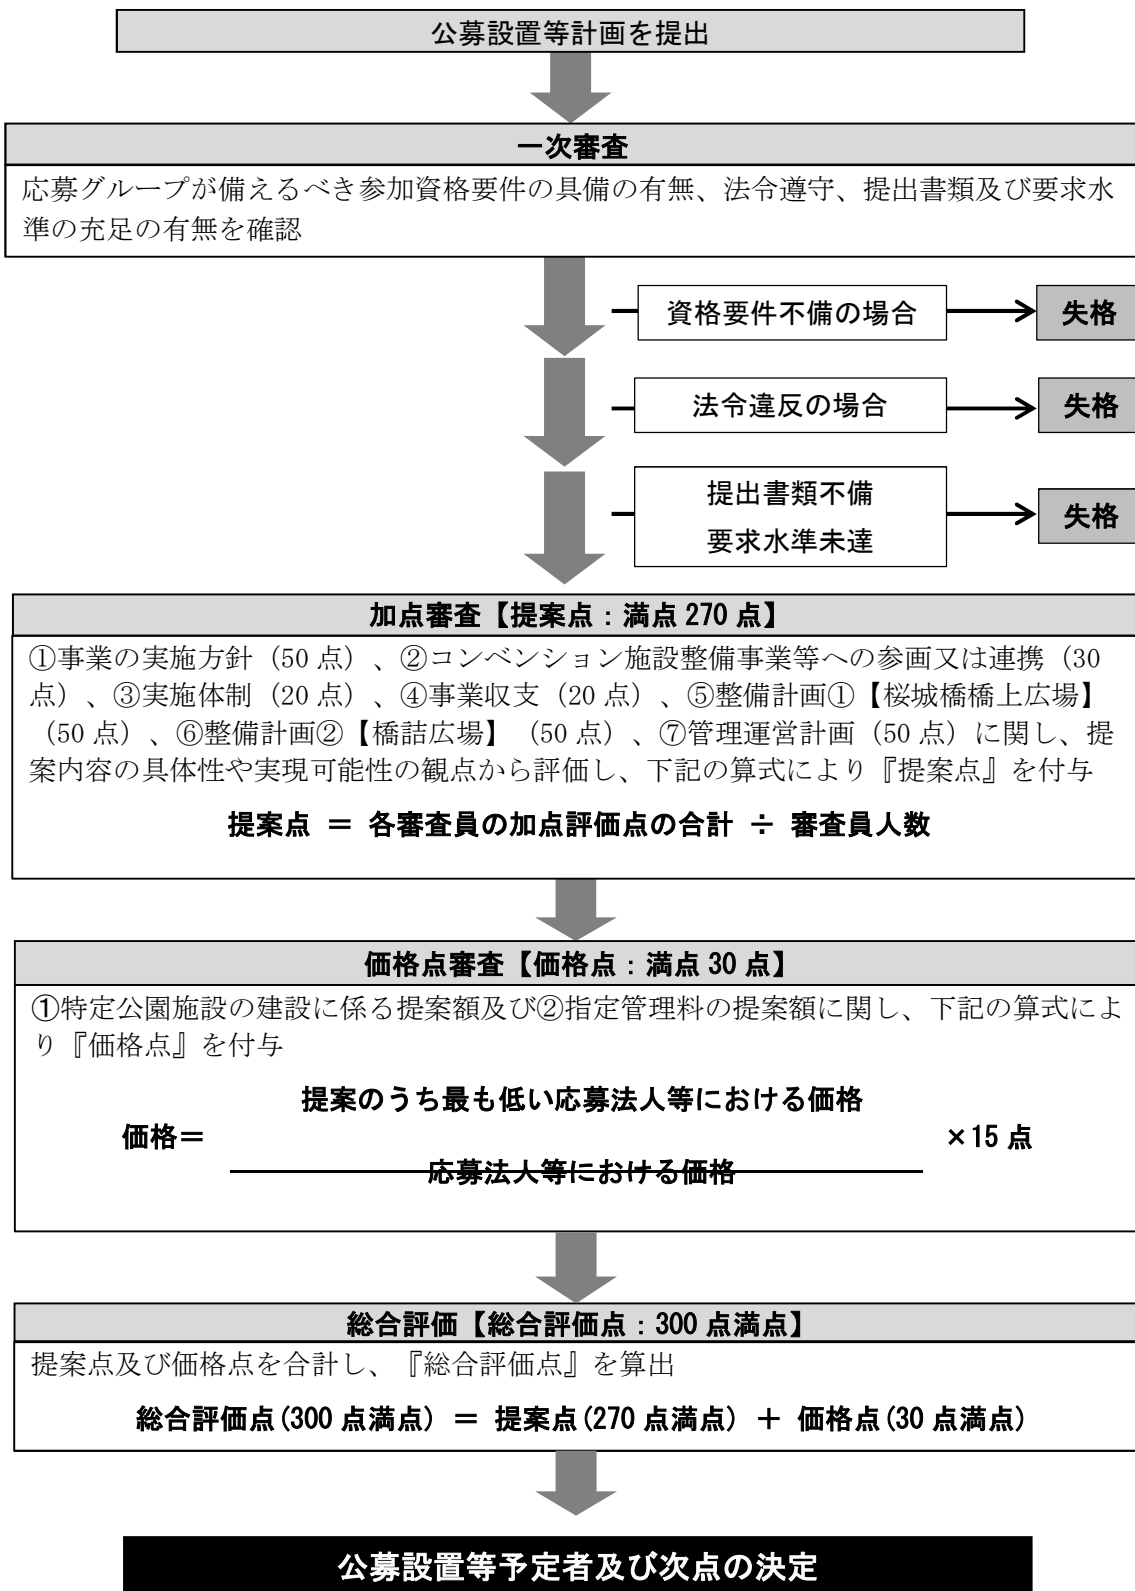 公募設置等計画を提出
一次審査
応募グループが備えるべき参加資格要件の具備の有無、法令遵守、提出書類及び要求水
準の充足の有無を確認
資格要件不備の場合
失格
法令違反の場合
失格
提出書類不備
要求水準未達
失格
加点審査【提案点：満点 270 点】
①事業の実施方針（50 点）、②コンベンション施設整備事業等への参画又は連携（30
点）、③実施体制（20 点）、④事業収支（20 点）、⑤整備計画①【桜城橋橋上広場】
（50 点）、⑥整備計画②【橋詰広場】（50 点）、⑦管理運営計画（50 点）に関し、提
案内容の具体性や実現可能性の観点から評価し、下記の算式により『提案点』を付与
提案点 ＝ 各審査員の加点評価点の合計 ÷ 審査員人数
価格点審査【価格点：満点 30 点】
①特定公園施設の建設に係る提案額及び②指定管理料の提案額に関し、下記の算式によ
り『価格点』を付与
提案のうち最も低い応募法人等における価格
価格＝
×15 点
応募法人等における価格
総合評価【総合評価点：300 点満点】
提案点及び価格点を合計し、『総合評価点』を算出
総合評価点(300 点満点) ＝ 提案点(270 点満点) ＋ 価格点(30 点満点)
公募設置等予定者及び次点の決定